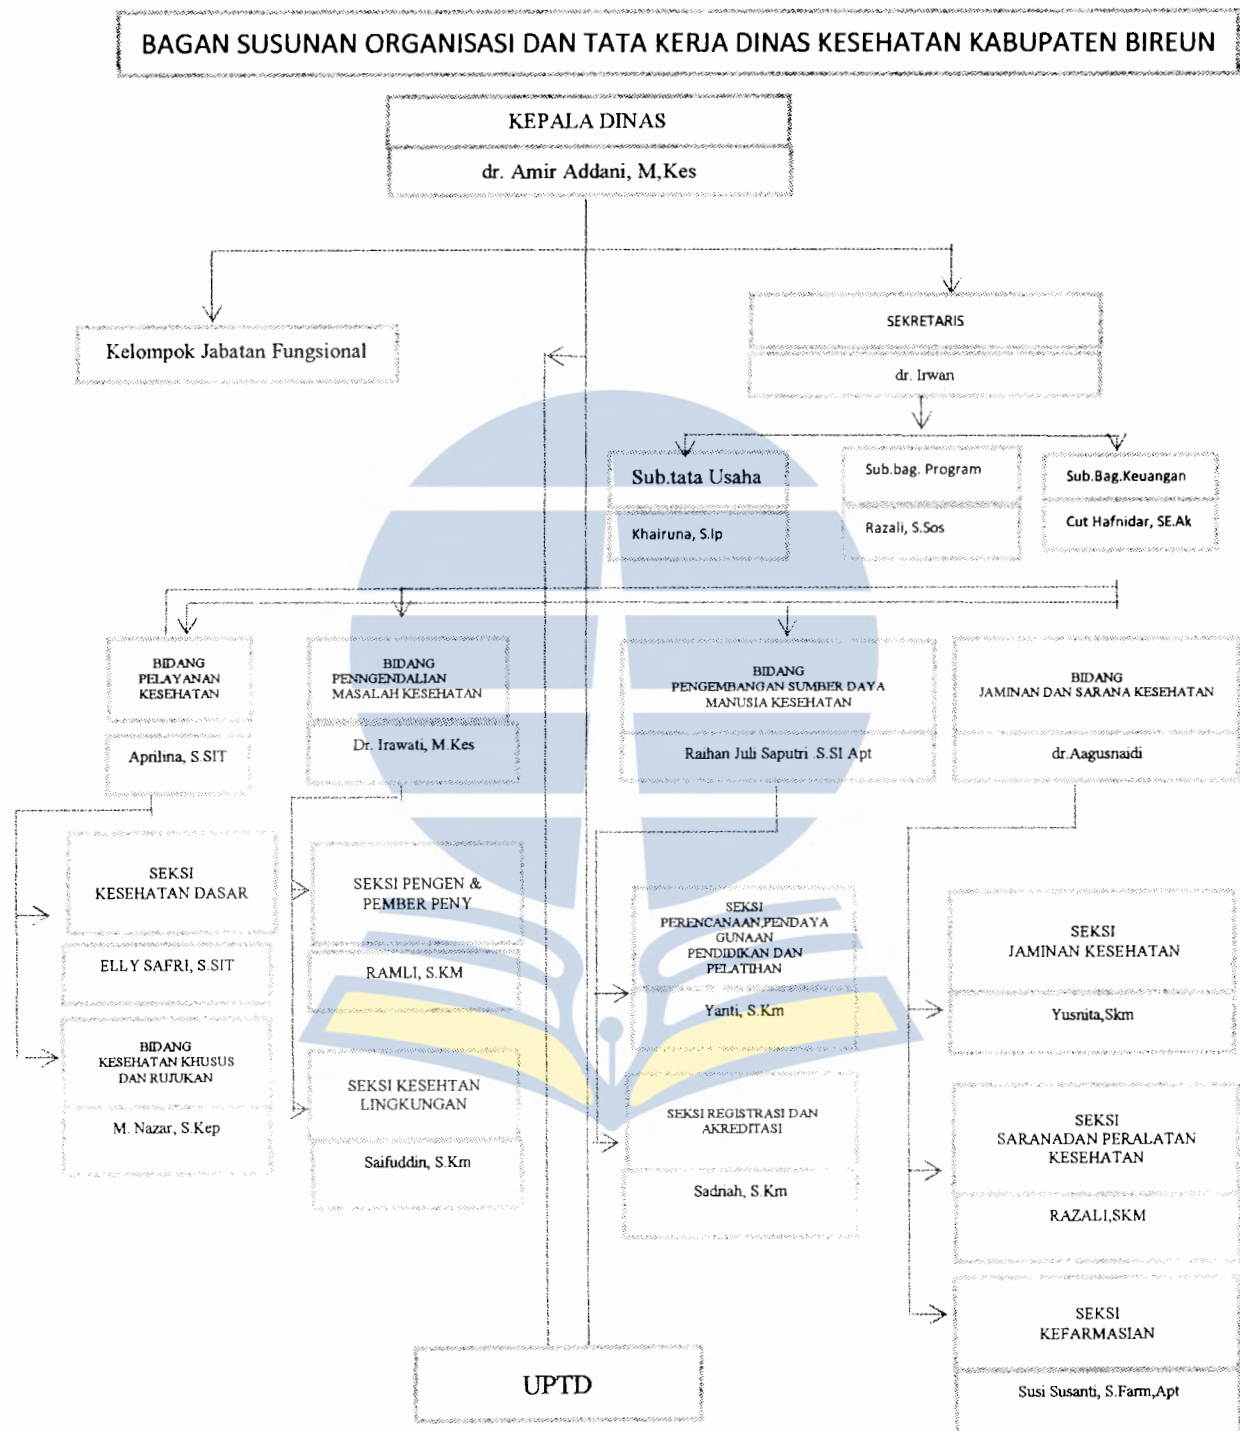 BAGAN SUSUNAN ORGANISASI DAN TATA KERJA DINAS KESEHATAN KABUPATEN BIREUN
KEPALA DINAS
dr. Amir Addani, M,Kes
Kelompok Jabatan Fungsional
SEKRETARIS
dr. Irwan
Sub.tata Usaha
Khairuna, S.Ip
Sub.bag. Program
Razali, S.Sos
Sub.Bag.Keuangan
Cut Hafnidar, SE.Ak
BIDANG
PELAYANAN
KESEHATAN
Aprilina, S.SIT
BIDANG
PENNGENDALIAN
MASALAH KESEHATAN
Dr. Irawati, M.Kes
BIDANG
PENGEMBANGAN SUMBER DAYA
MANUSIA KESEHATAN
Raihan Juli Saputri .S.SI Apt
BIDANG
JAMINAN DAN SARANA KESEHATAN
dr.Aagusnaidi
SEKSI
KESEHATAN DASAR
ELLY SAFRI, S.SIT
BIDANG
KESEHATAN KHUSUS
DAN RUJUKAN
M. Nazar, S.Kep
SEKSI PENGEN &
PEMBER PENY
RAMLI, S.KM
SEKSI KESEHTAN
LINGKUNGAN
Saifuddin, S.Km
SEKSI
PERENCANAAN,PENDAYA
GUNAAN
PENDIDIKAN DAN
PELATIHAN
Yanti, S.Km
SEKSI REGISTRASI DAN
AKREDITASI
Sadriah, S.Km
SEKSI
JAMINAN KESEHATAN
Yusnita,Skm
SEKSI
SARANADAN PERALATAN
KESEHATAN
RAZALI,SKM
SEKSI
KEFARMASIAN
Susi Susanti, S.Farm,Apt
UPTD